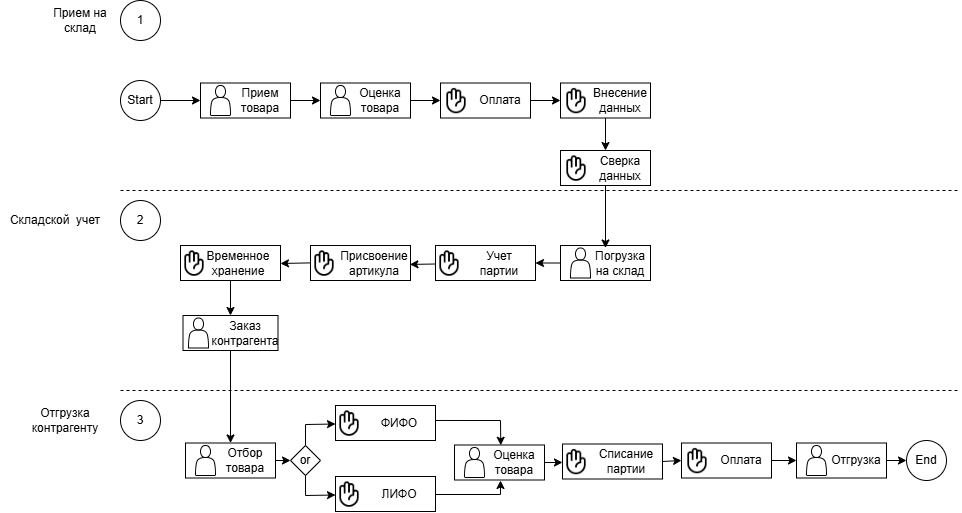 Прием на
склад
1
Start
Прием
товара
Оценка
товара
Оплата
Внесение
данных
Сверка
данных
Складской учет
2
Временное
хранение
Присвоение
артикула
Учет
партии
Погрузка
на склад
Заказ
контрагента
Отгрузка
контрагенту
3
Отбор
товара
or
ФИФО
ЛИФО
Оценка
товара
Списание
партии
Оплата
Отгрузка
End